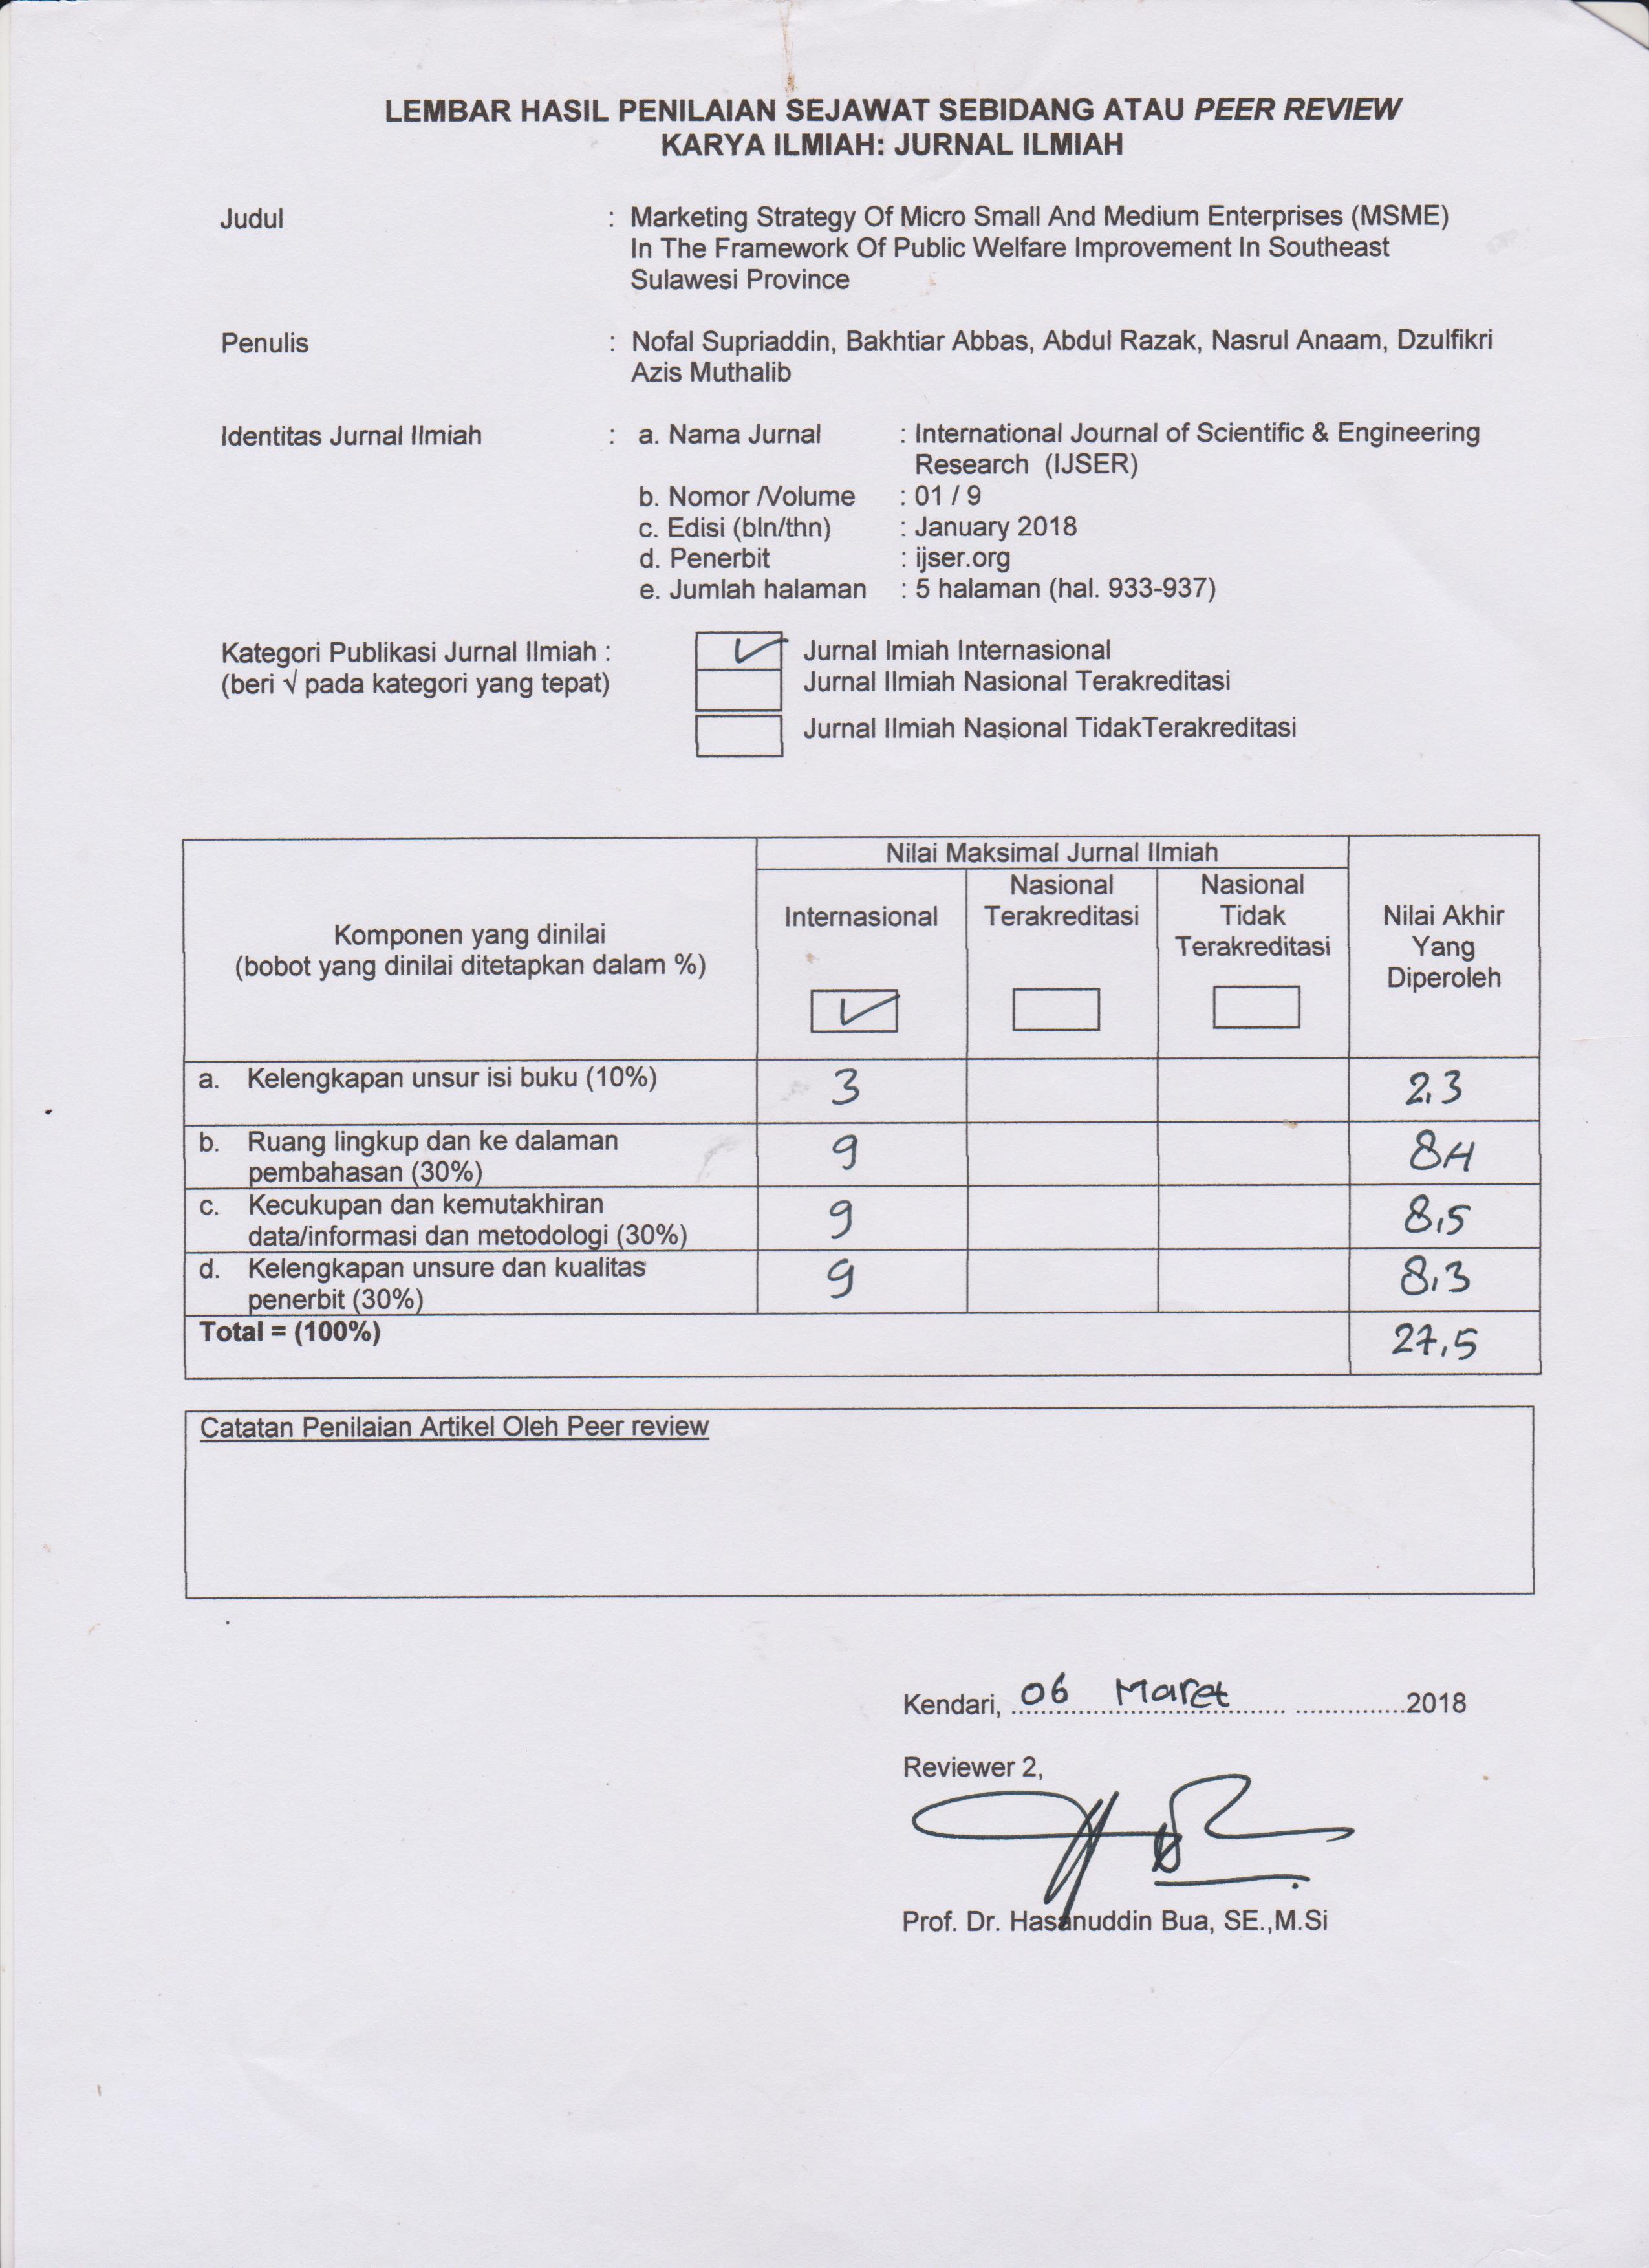 LEMBAR HASIL PENILAIAN SEJAWAT SEBIDANG ATAU PEER REVIEW
KARYA ILMIAH: JURNAL ILMIAH
Judul : Marketing Strategy Of Micro Small And Medium Enterprises (MSME)
In The Framework Of Public Welfare Improvement In Southeast
Sulawesi Province
Penulis : Nofal Supriaddin, Bakhtiar Abbas, Abdul Razak, Nasrul Anaam, Dzulfikri
Azis Muthalib
Identitas Jurnal Ilmiah : a. Nama Jurnal : International Journal of Scientific & Engineering
Research (IJSER)
b. Nomor /Volume : 01 / 9
c. Edisi (bln/thn) : January 2018
d. Penerbit : ijser.org
e. Jumlah halaman : 5 halaman (hal. 933-937)
Kategori Publikasi Jurnal Ilmiah : ✓ Jurnal Imiah Internasional
(beri √ pada kategori yang tepat) Jurnal Ilmiah Nasional Terakreditasi
Jurnal Ilmiah Nasional TidakTerakreditasi
Komponen yang dinilai
(bobot yang dinilai ditetapkan dalam %)
Nilai Maksimal Jurnal Ilmiah
Internasional
✓
Nasional
Terakreditasi
Nasional
Tidak
Terakreditasi
Nilai Akhir
Yang
Diperoleh
a. Kelengkapan unsur isi buku (10%) 3 2,3
b. Ruang lingkup dan ke dalaman
pembahasan (30%) 9 8,4
c. Kecukupan dan kemutakhiran
data/informasi dan metodologi (30%) 9 8,5
d. Kelengkapan unsure dan kualitas
penerbit (30%) 9 8,3
Total = (100%) 27,5
Catatan Penilaian Artikel Oleh Peer review
Kendari, 06 Maret 2018
Reviewer 2,
Prof. Dr. Hasanuddin Bua, SE.,M.Si